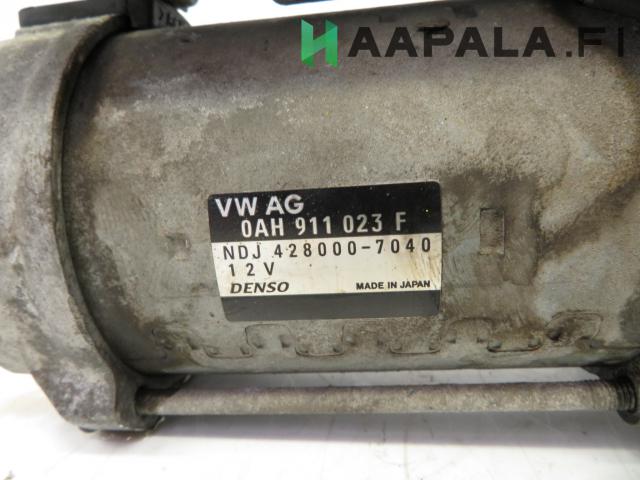 HAAPALA.FI
VW AG
0AH 911 023 F
NDJ 428000-7040
12V
DENSO MADE IN JAPAN